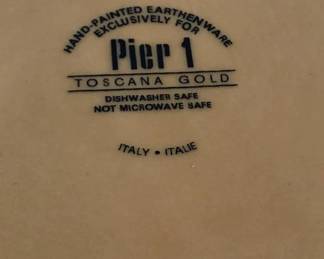 HAND-PAINTED EARTHENWARE
EXCLUSIVELY FOR
Pier 1
TOSCANA GOLD
DISHWASHER SAFE
NOT MICROWAVE SAFE
ITALY • ITALIE